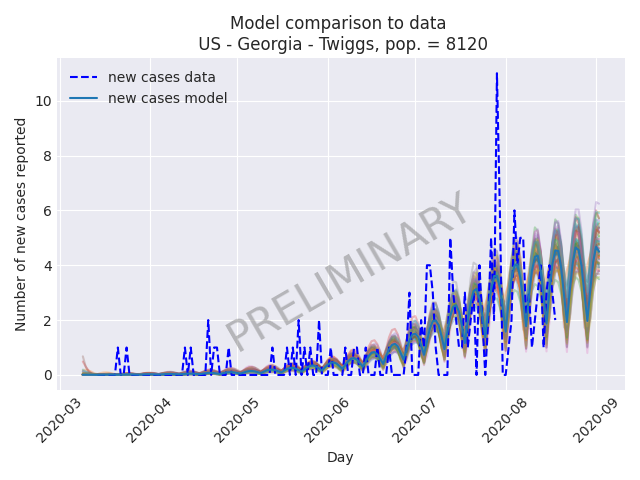 Model comparison to data
US - Georgia - Twiggs, pop. = 8120
new cases data
new cases model
PRELIMINARY
Number of new cases reported
10
8
6
4
2
0
2020-03
2020-04
2020-05
2020-06
2020-07
2020-08
2020-09
Day